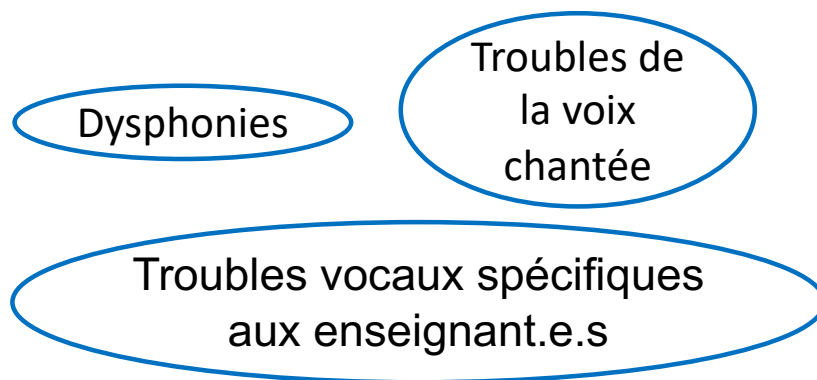 Dysphonies
Troubles de
la voix
chantée
Troubles vocaux spécifiques
aux enseignant.e.s